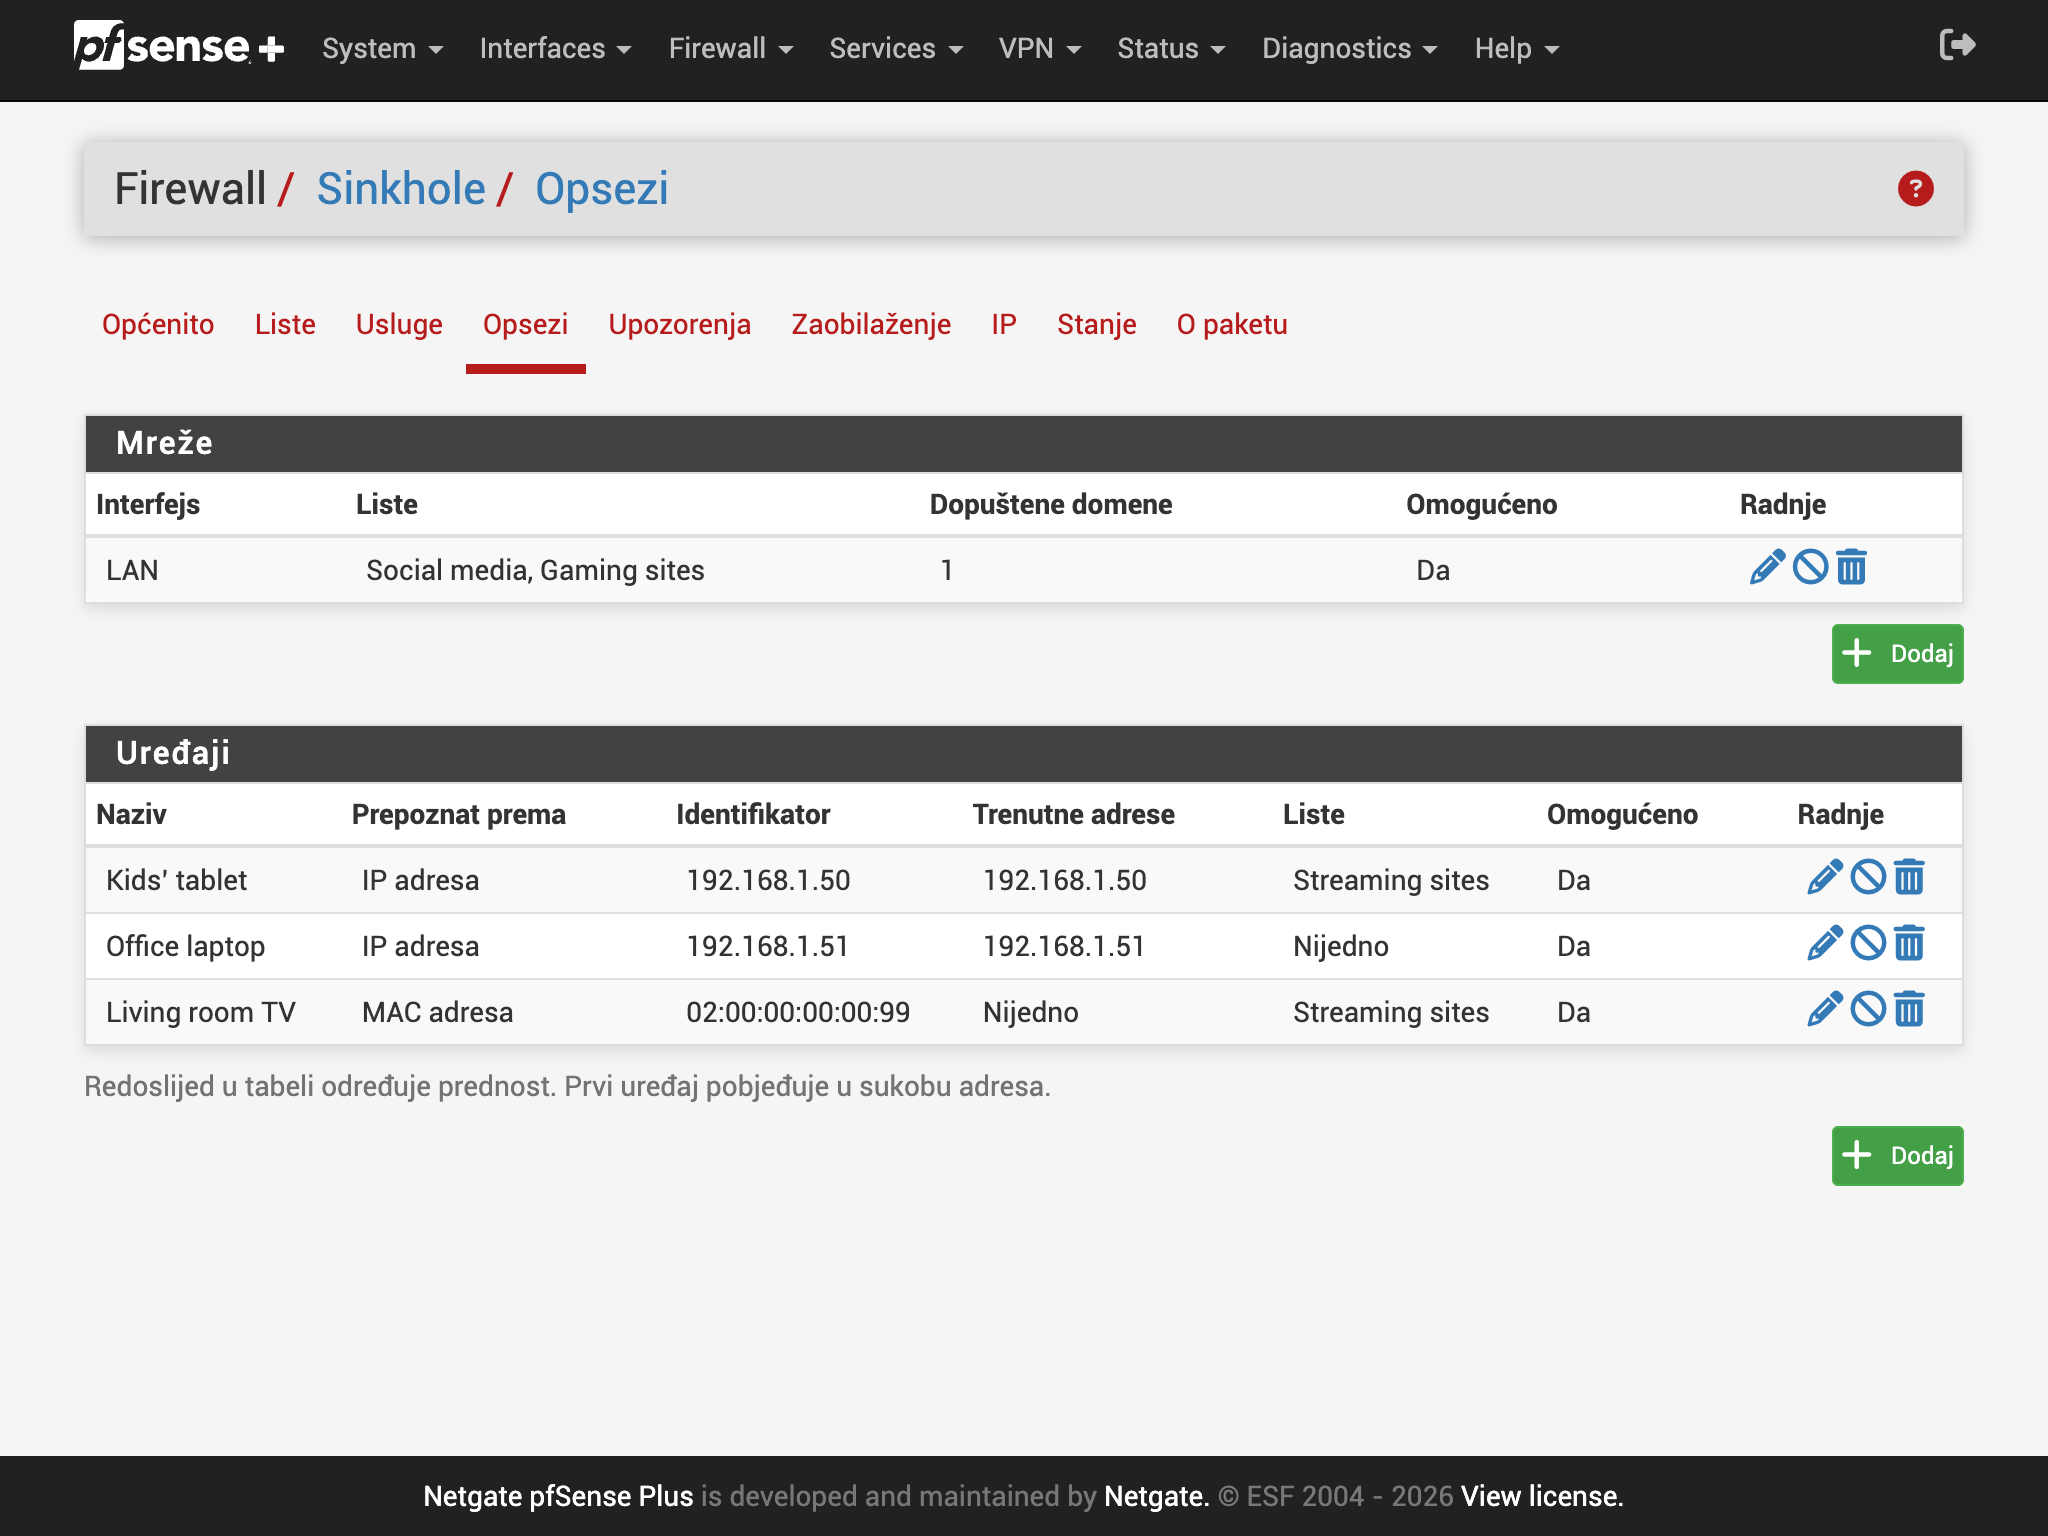 pfsense+ System Interfaces Firewall Services VPN Status Diagnostics Help
Firewall / Sinkhole / Opsezi
Općenito Liste Usluge Opsezi Upozorenja Zaobilaženje IP Stanje O paketu
Mreže
Interfejs Liste Dopuštene domene Omogućeno Radnje
LAN Social media, Gaming sites 1 Da
Dodaj
Uređaji
Naziv Prepoznat prema Identifikator Trenutne adrese Liste Omogućeno Radnje
Kids' tablet IP adresa 192.168.1.50 192.168.1.50 Streaming sites Da
Office laptop IP adresa 192.168.1.51 192.168.1.51 Nijedno Da
Living room TV MAC adresa 02:00:00:00:00:99 Nijedno Streaming sites Da
Redoslijed u tabeli određuje prednost. Prvi uređaj pobjeđuje u sukobu adresa.
Dodaj
Netgate pfSense Plus is developed and maintained by Netgate. © ESF 2004 - 2026 View license.